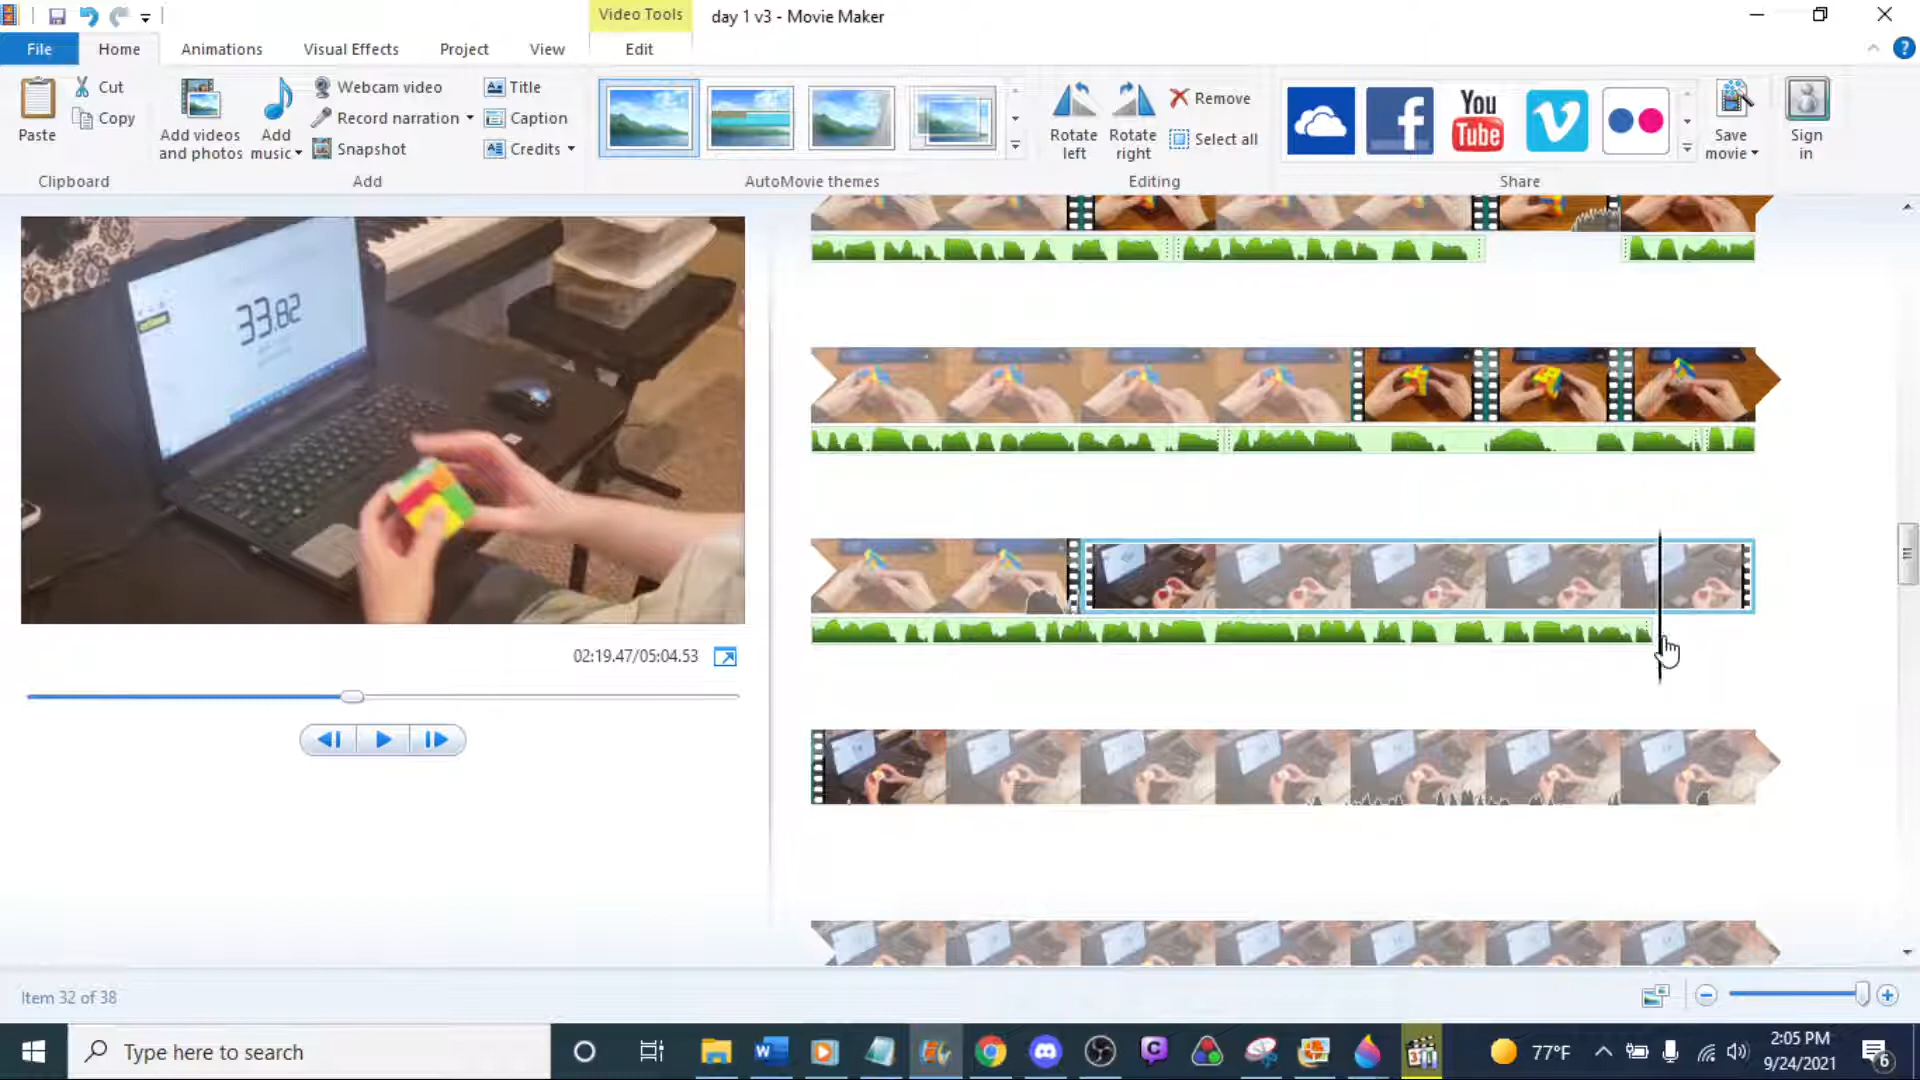 Video Tools
day 1 v3 - Movie Maker
File
Home
Animations
Visual Effects
Project
View
Edit
Paste
Cut
Copy
Clipboard
Add videos
and photos
Add
music
Webcam video
Record narration
Snapshot
Title
Caption
Credits
Add
AutoMovie themes
Rotate
left
Rotate
right
Remove
Select all
Editing
You
Tube
Share
Save
movie
Sign
in
33.82
02:19.47/05:04.53
Item 32 of 38
Type here to search
77°F
2:05 PM
9/24/2021
6